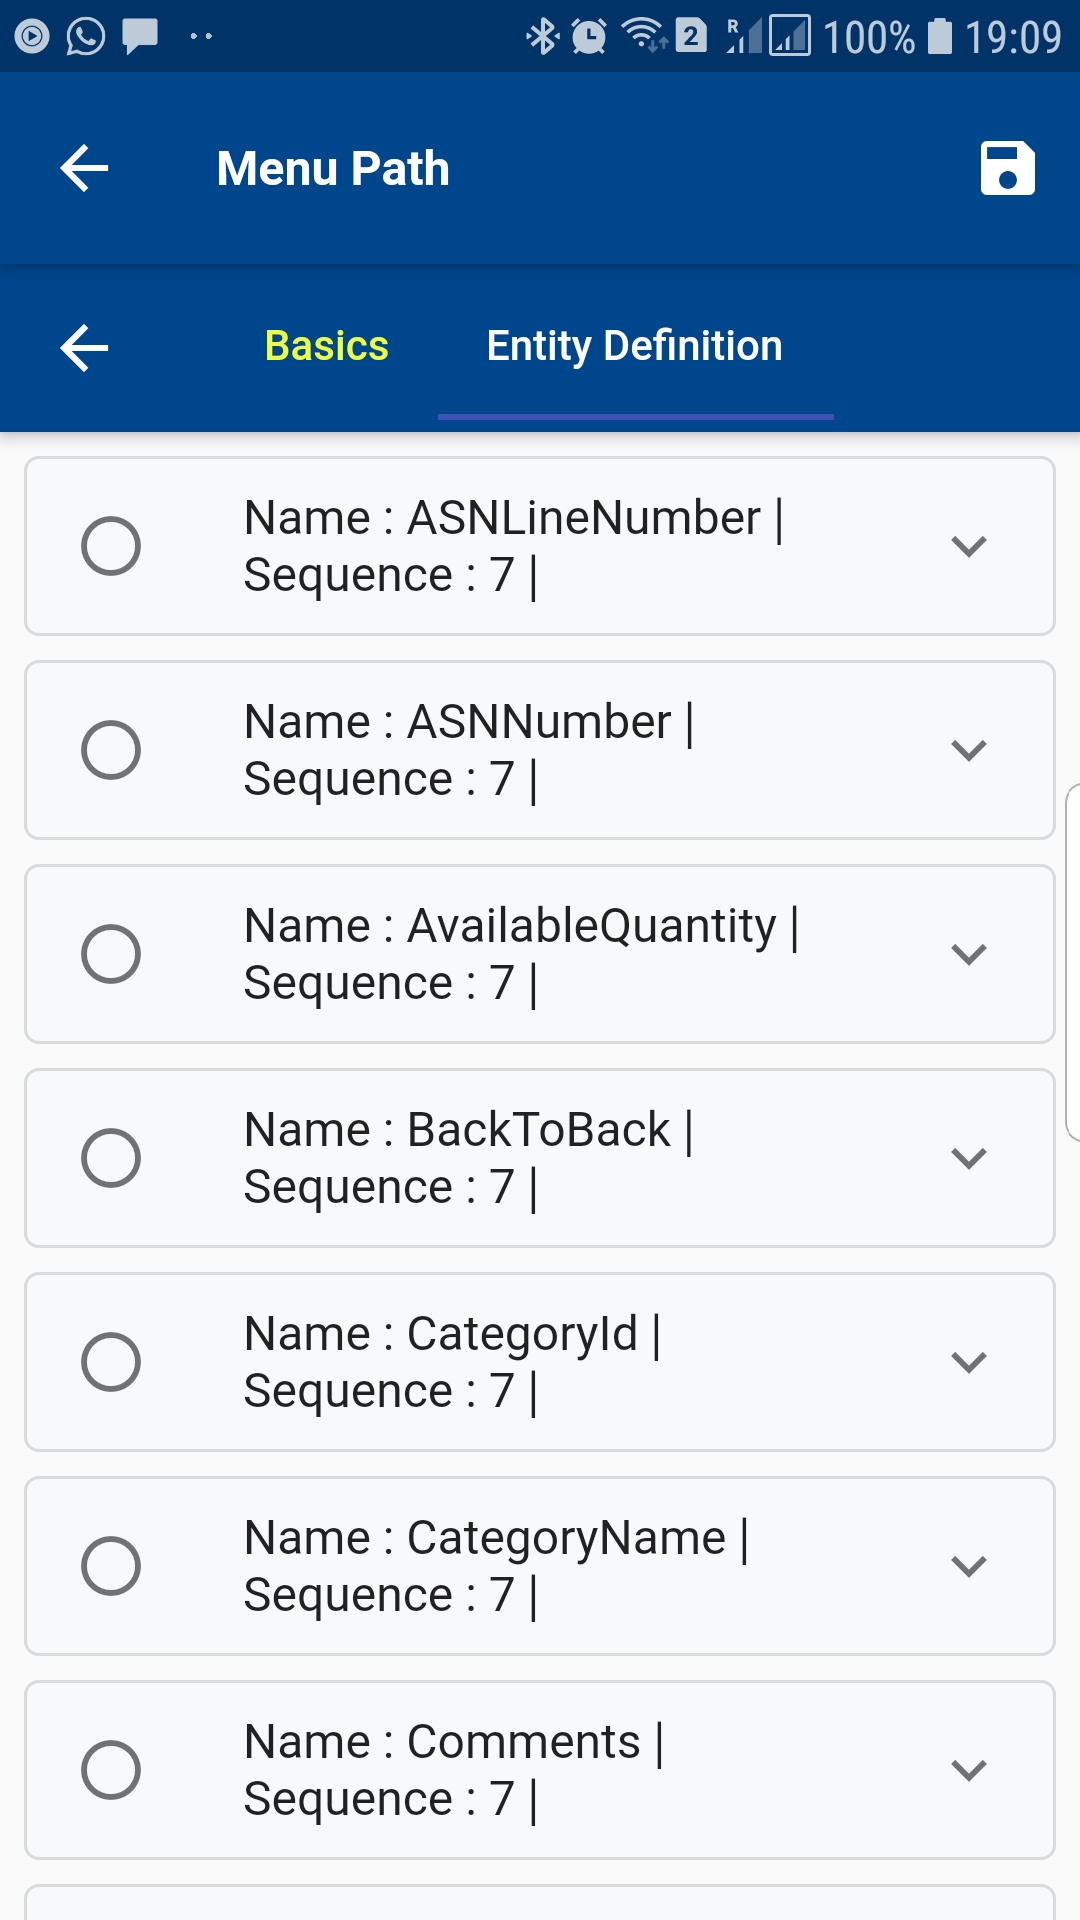 2 R 100% 19:09
Menu Path
Basics Entity Definition
Name : ASNLineNumber |
Sequence : 7 |
Name : ASNNumber |
Sequence : 7 |
Name : AvailableQuantity |
Sequence : 7 |
Name : BackToBack |
Sequence : 7 |
Name : CategoryId |
Sequence : 7 |
Name : CategoryName |
Sequence : 7 |
Name : Comments |
Sequence : 7 |